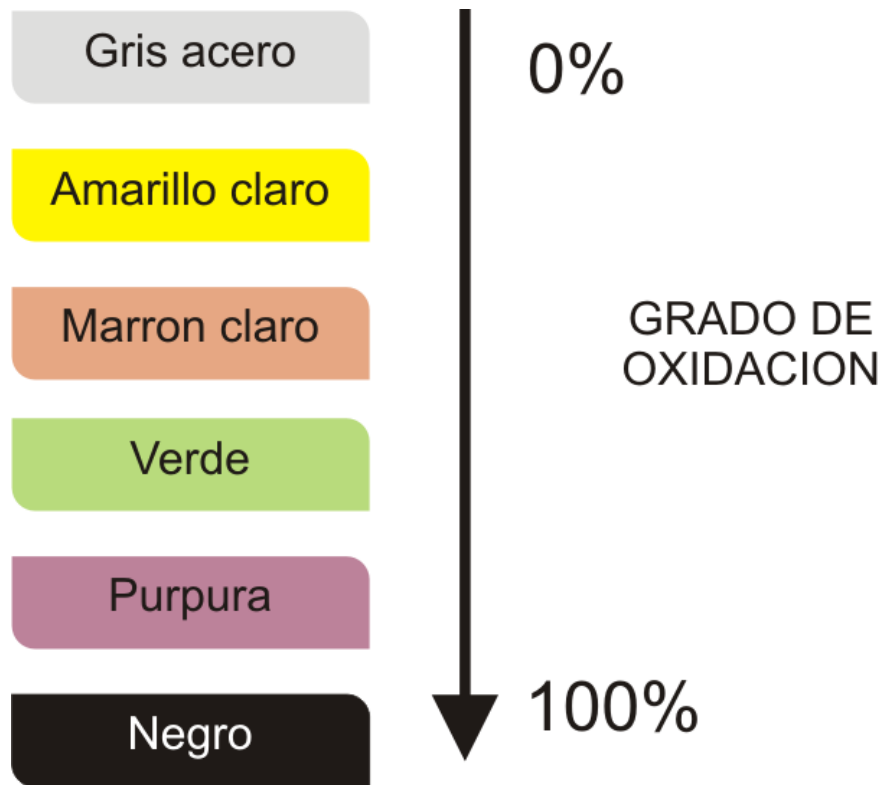 Gris acero
0%
Amarillo claro
Marron claro
GRADO DE
OXIDACION
Verde
Purpura
100%
Negro